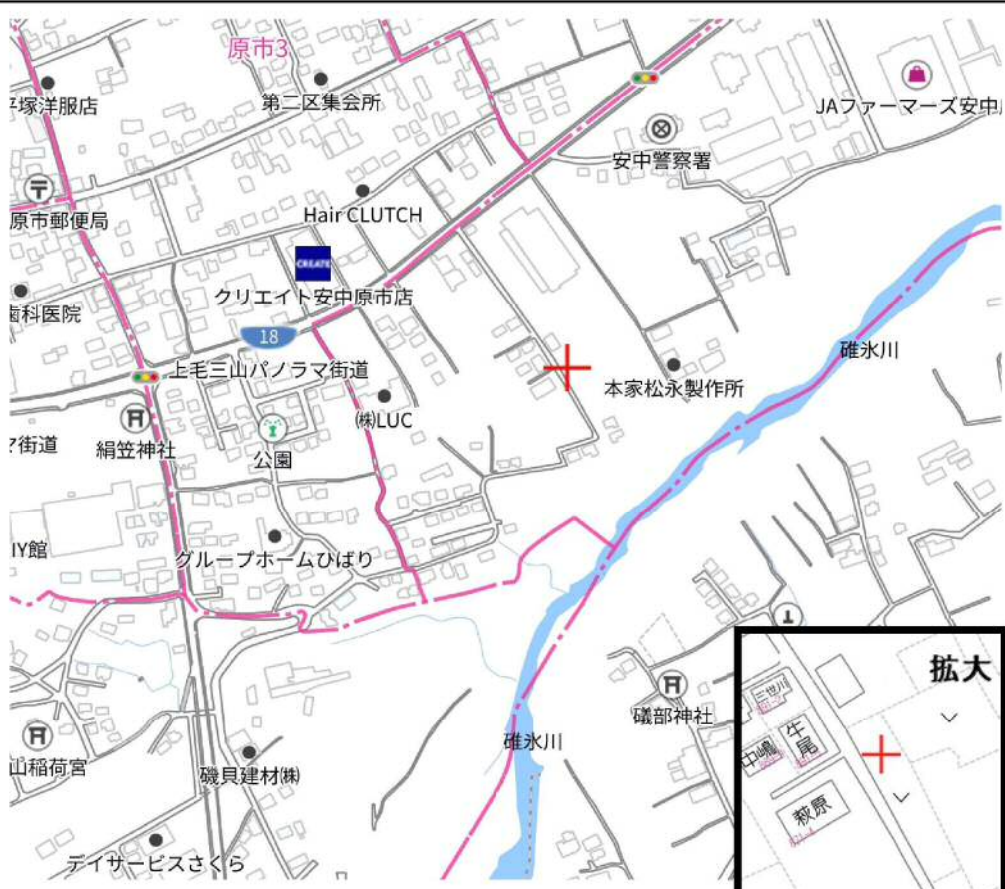 原市3
塚洋服店
第二区集会所
JAファーマーズ安中
安中警察署
原市郵便局
Hair CLUTCH
CREATE
クリエイト安中原市店
歯科医院
18
上毛三山パノラマ街道
碓氷川
本家松永製作所
㈱LUC
マ街道
絹笠神社
公園
IY館
グループホームひばり
拡大
三世川
礒部神社
牛尾
中嶋
碓氷川
山稲荷宮
磯貝建材㈱
萩原
871-4
デイサービスさくら